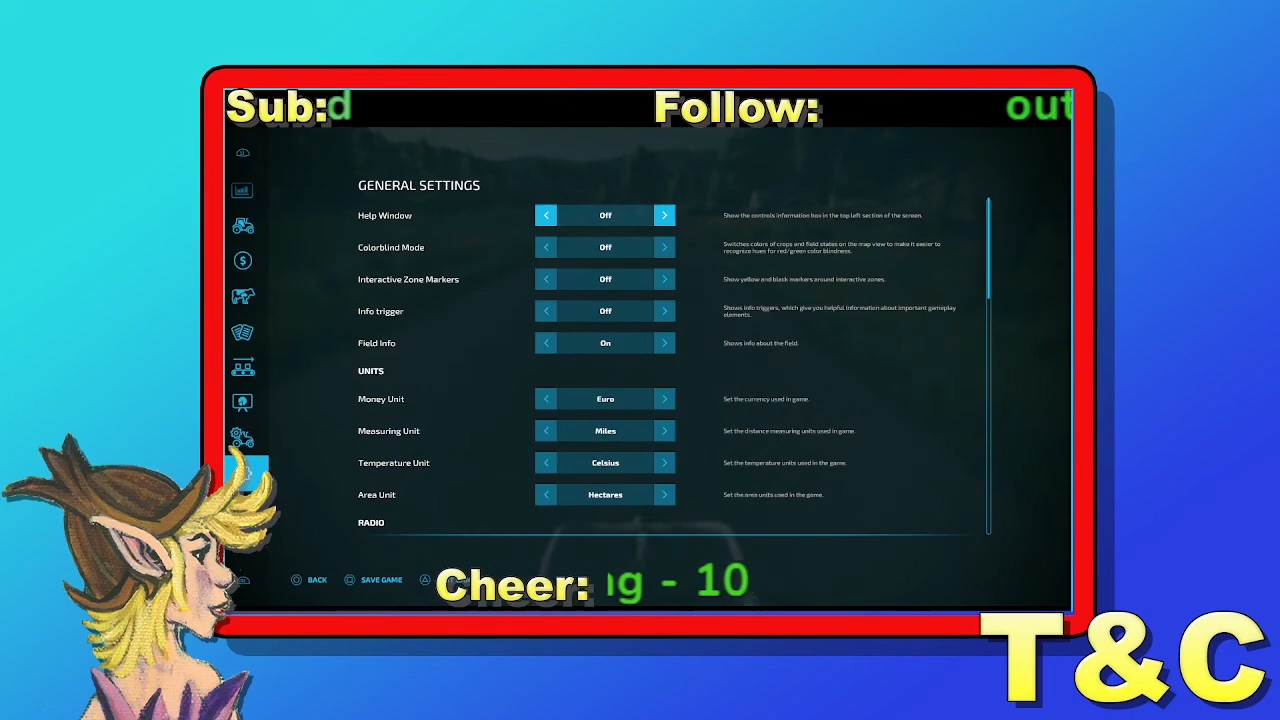 Sub:d
Follow:
out
GENERAL SETTINGS
Help Window < Off > Show the controls information box in the top left section of the screen.
Colorblind Mode < Off > Switches colors of crops and field states on the map view to make it easier to
recognize hues for red/green color blindness.
Interactive Zone Markers < Off > Show yellow and black markers around interactive zones.
Info trigger < Off > Shows info triggers, which give you helpful information about important gameplay
elements.
Field Info < On > Shows info about the field.
UNITS
Money Unit < Euro > Set the currency used in game.
Measuring Unit < Miles > Set the distance measuring units used in game.
Temperature Unit < Celsius > Set the temperature units used in the game.
Area Unit < Hectares > Set the area units used in the game.
RADIO
BACK SAVE GAME
Cheer: ng - 10
T&C